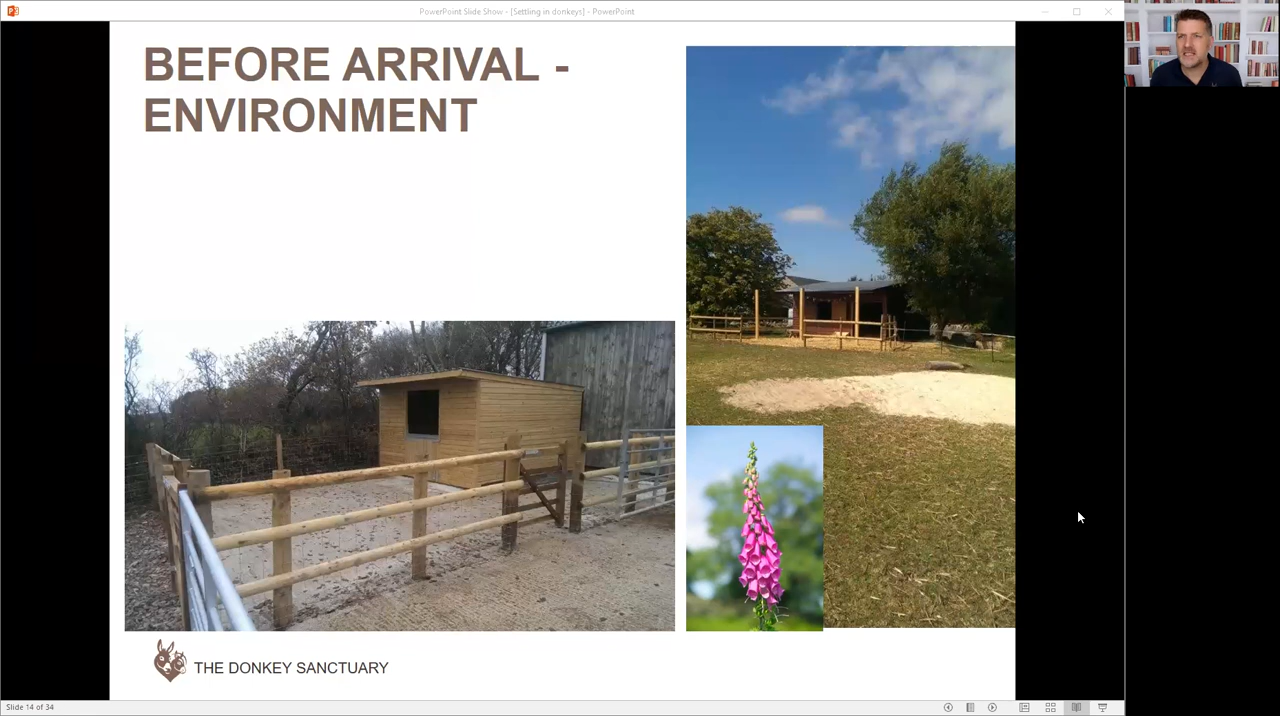 PowerPoint Slide Show - [Settling in donkeys] - PowerPoint
BEFORE ARRIVAL -
ENVIRONMENT
THE DONKEY SANCTUARY
Slide 14 of 34